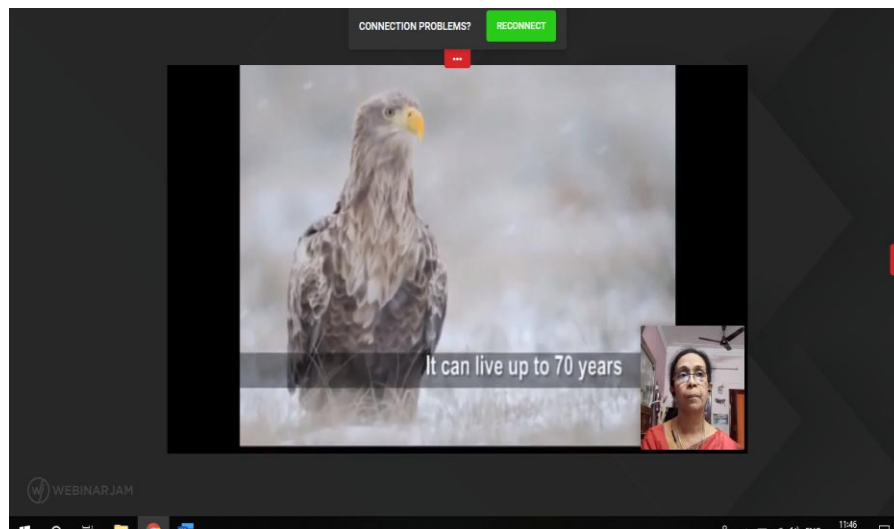 CONNECTION PROBLEMS? RECONNECT
It can live up to 70 years
WEBINARJAM
11:46